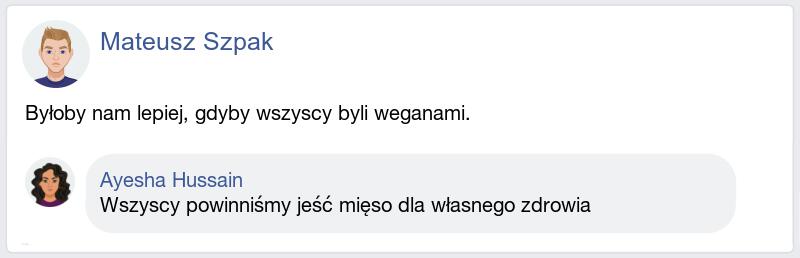 Mateusz Szpak
Byłoby nam lepiej, gdyby wszyscy byli weganami.
Ayesha Hussain
Wszyscy powinniśmy jeść mięso dla własnego zdrowia